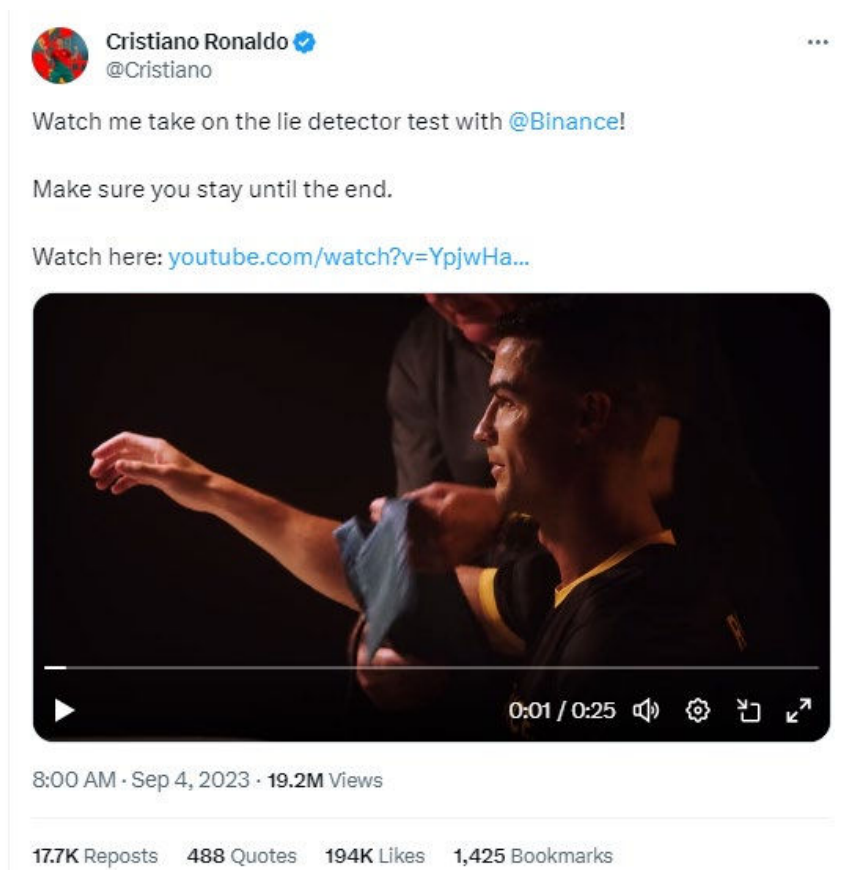 Cristiano Ronaldo
@Cristiano
Watch me take on the lie detector test with @Binance!
Make sure you stay until the end.
Watch here: youtube.com/watch?v=YpjwHa...
0:01 / 0:25
8:00 AM · Sep 4, 2023 · 19.2M Views
17.7K Reposts 488 Quotes 194K Likes 1,425 Bookmarks